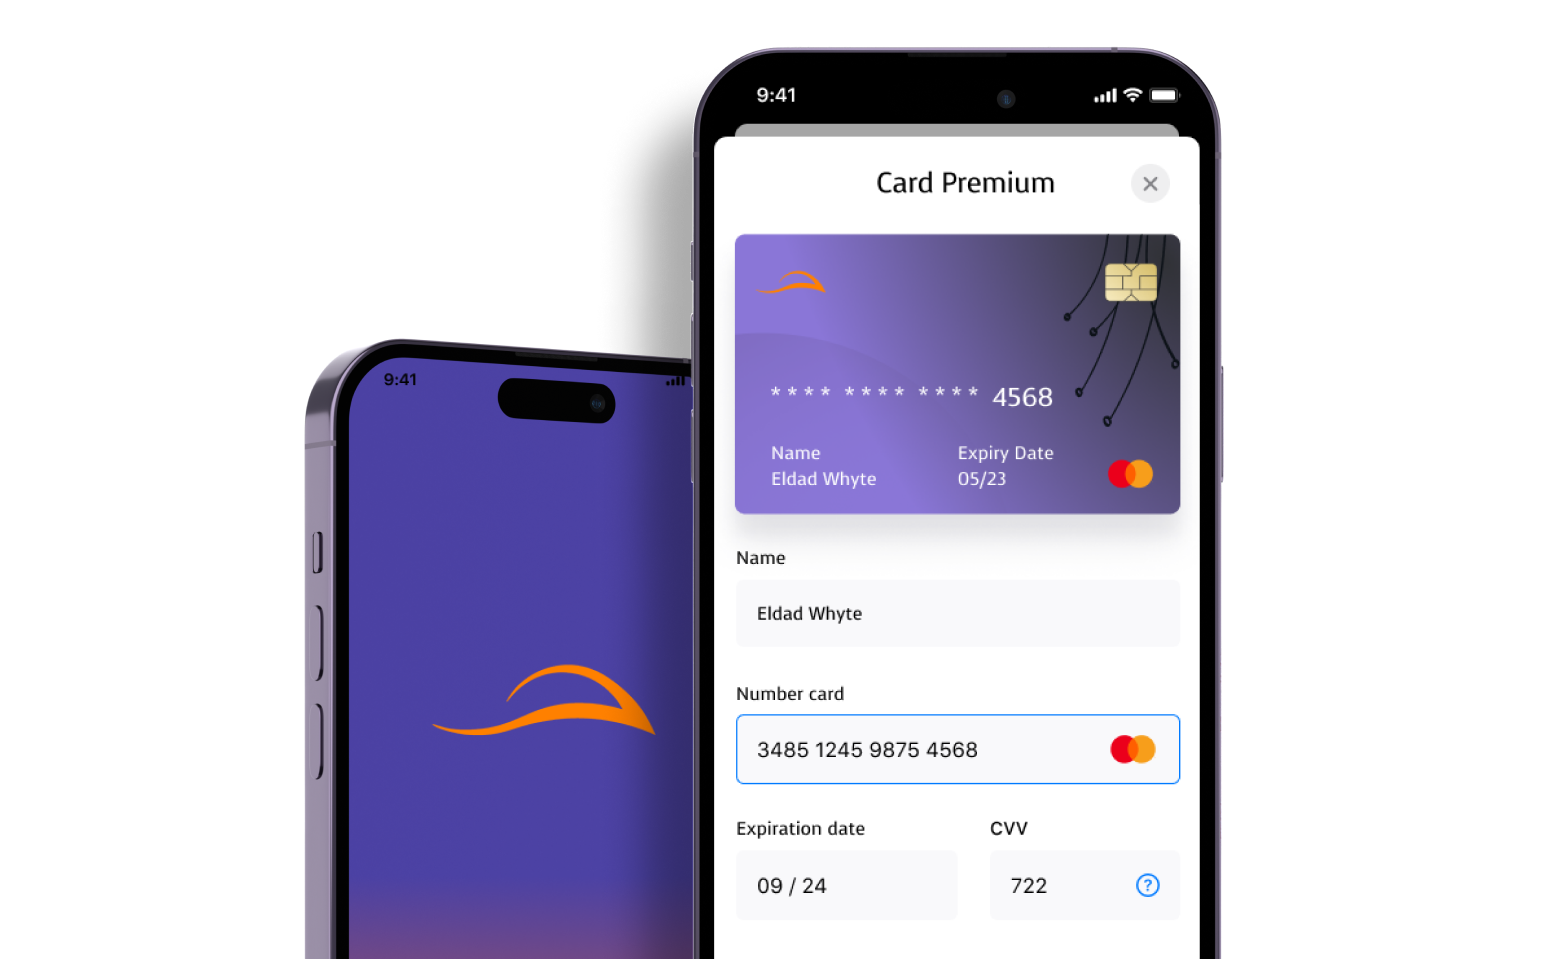 9:41
9:41
Card Premium
**** **** **** 4568
Name Expiry Date
Eldad Whyte 05/23
Name
Eldad Whyte
Number card
3485 1245 9875 4568
Expiration date CVV
09 / 24 722 ?